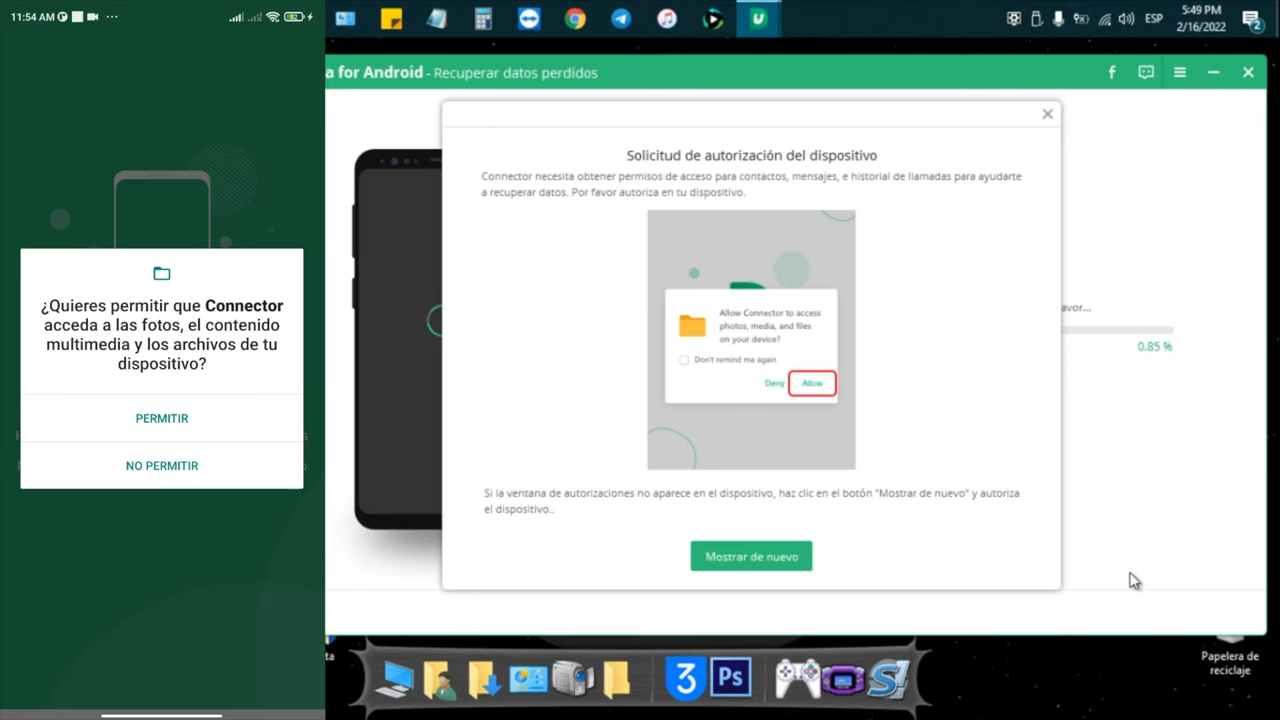 11:54 AM
¿Quieres permitir que Connector
acceda a las fotos, el contenido
multimedia y los archivos de tu
dispositivo?
PERMITIR
NO PERMITIR
ESP
5:49 PM
2/16/2022
2
a for Android - Recuperar datos perdidos
Solicitud de autorización del dispositivo
Connector necesita obtener permisos de acceso para contactos, mensajes, e historial de llamadas para ayudarte
a recuperar datos. Por favor autoriza en tu dispositivo.
Allow Connector to access
photos, media, and files
on your device?
Don't remind me again
Deny
Allow
avor...
0.85 %
Si la ventana de autorizaciones no aparece en el dispositivo, haz clic en el botón "Mostrar de nuevo" y autoriza
el dispositivo..
Mostrar de nuevo
ta
Ps
Papelera de
reciclaje